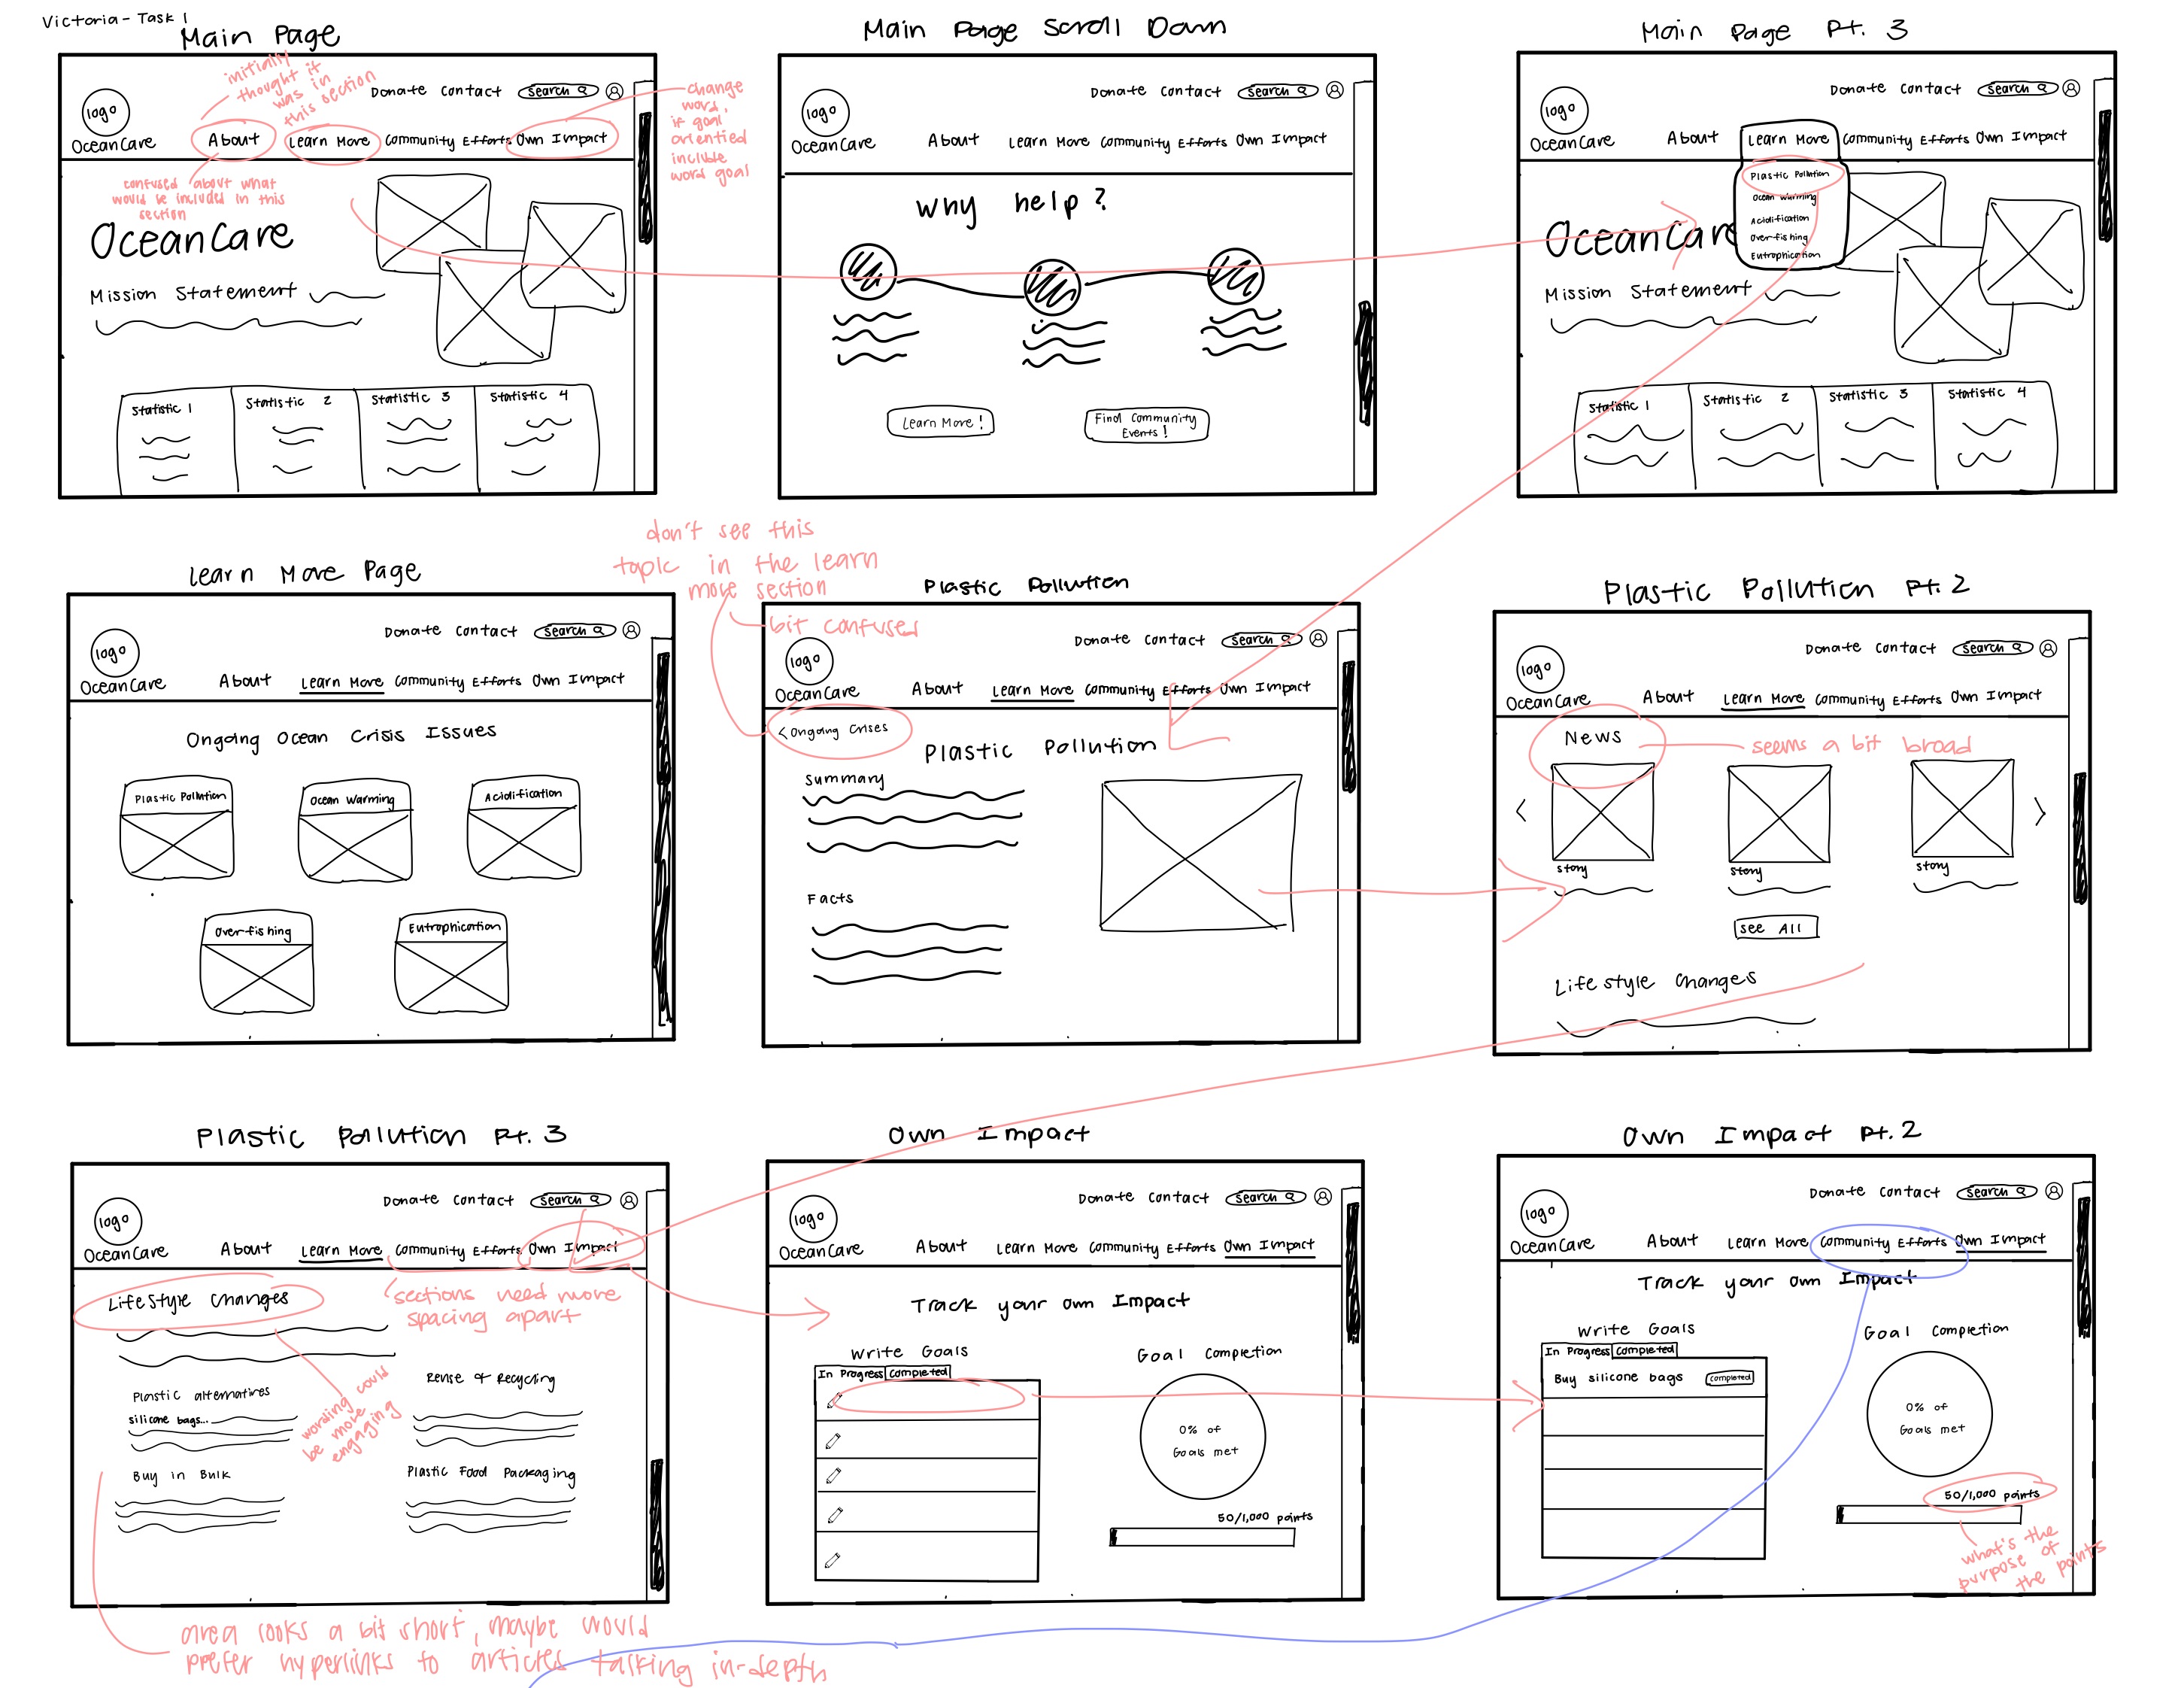 Victoria - Task 1
Main Page
initially
thought it
was in
this section
Donate Contact Search
logo
OceanCare
About Learn More Community Efforts Own Impact
change
word,
if goal
orientied
include
word goal
confused about what
would be included in this
section
OceanCare
Mission Statement
Statistic 1 Statistic 2 Statistic 3 Statistic 4
Main Page Scroll Down
Donate Contact Search
logo
OceanCare
About Learn More Community Efforts Own Impact
Why help?
Learn More!
Find Community
Events!
Main Page Pt. 3
Donate Contact Search
logo
OceanCare
About Learn More Community Efforts Own Impact
Plastic Pollution
Ocean Warming
Acidification
Over-fishing
Eutrophication
OceanCare
Mission Statement
Statistic 1 Statistic 2 Statistic 3 Statistic 4
Learn More Page
Donate Contact Search
logo
OceanCare
About Learn More Community Efforts Own Impact
Ongoing Ocean Crisis Issues
Plastic Pollution
Ocean Warming
Acidification
Over-fishing
Eutrophication
don't see this
topic in the learn
more section
bit confused
Plastic Pollution
Donate Contact Search
logo
OceanCare
About Learn More Community Efforts Own Impact
< Ongoing Crises
Plastic Pollution
Summary
Facts
Plastic Pollution Pt. 2
Donate Contact Search
logo
OceanCare
About Learn More Community Efforts Own Impact
News
seems a bit broad
< >
story story story
See All
Lifestyle Changes
Plastic Pollution Pt. 3
Donate Contact Search
logo
OceanCare
About Learn More Community Efforts Own Impact
Lifestyle Changes
sections need more
spacing apart
Plastic alternatives
silicone bags...
Reuse & Recycling
wording could
be more
engaging
Buy in Bulk
Plastic Food Packaging
area looks a bit short, maybe would
prefer hyperlinks to articles talking in-depth
Own Impact
Donate Contact Search
logo
OceanCare
About Learn More Community Efforts Own Impact
Track your own Impact
Write Goals
In Progress Completed
Goal Completion
0% of
Goals met
50/1,000 points
Own Impact Pt. 2
Donate Contact Search
logo
OceanCare
About Learn More Community Efforts Own Impact
Track your own Impact
Write Goals
In Progress Completed
Buy silicone bags completed
Goal Completion
0% of
Goals met
50/1,000 points
what's the
purpose of
the points